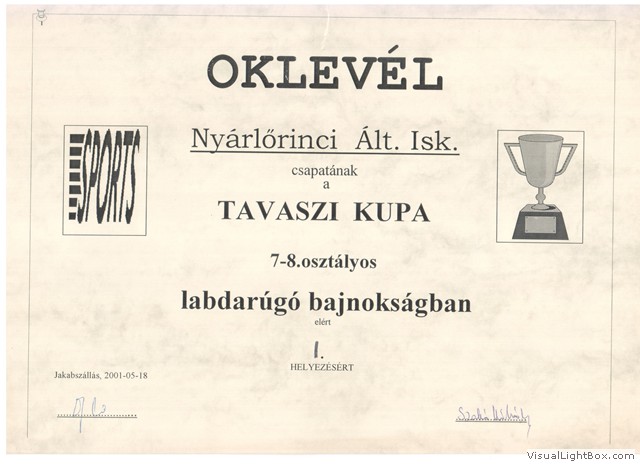 OKLEVÉL
Nyárlőrinci Ált. Isk.
csapatának
a
SPORTS
TAVASZI KUPA
7-8.osztályos
labdarúgó bajnokságban
elért
1.
HELYEZÉSÉRT
Jakabszállás, 2001-05-18
VisualLightBox.com